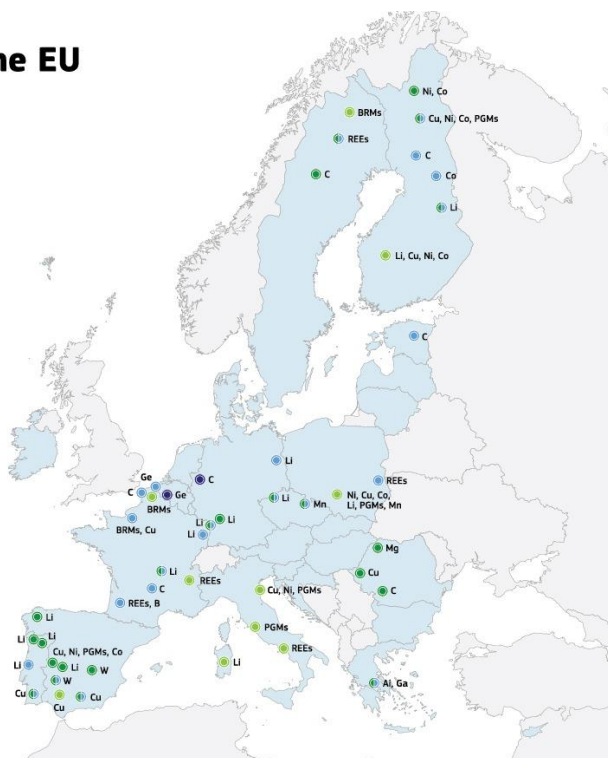 ne EU
Ni, Co
BRMs
Cu, Ni, Co, PGMs
REEs
C
C
Co
Li
Li, Cu, Ni, Co
C
Li
Ge
C
REEs
C
Ge
BRMs
Li
Ni, Cu, Co,
Li, PGMs, Mn
Mn
BRMs, Cu
Li
Li
Li
Mg
Li
REEs
Cu
C
Cu, Ni, PGMs
C
REEs, B
Li
PGMs
Li
Li
REEs
Cu, Ni, PGMs, Co
Li
Li
W
Li
W
Al, Ga
Cu
Cu
Cu